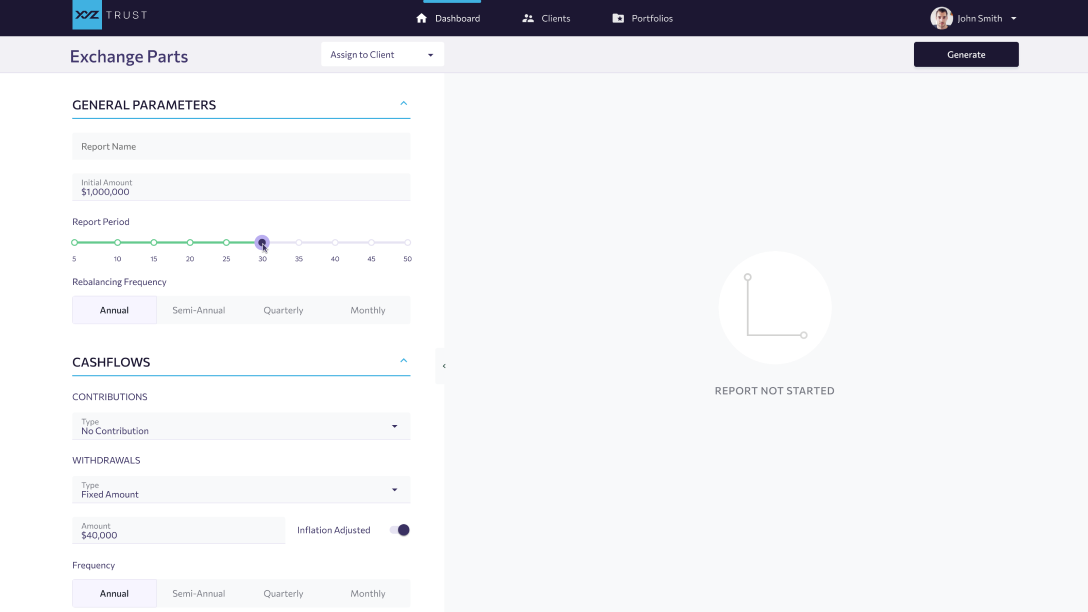 XYZ TRUST
Dashboard
Clients
Portfolios
John Smith
Exchange Parts
Assign to Client
Generate
GENERAL PARAMETERS
Report Name
Initial Amount
$1,000,000
Report Period
5 10 15 20 25 30 35 40 45 50
Rebalancing Frequency
Annual Semi-Annual Quarterly Monthly
CASHFLOWS
CONTRIBUTIONS
Type
No Contribution
WITHDRAWALS
Type
Fixed Amount
Amount
$40,000
Inflation Adjusted
Frequency
Annual Semi-Annual Quarterly Monthly
REPORT NOT STARTED